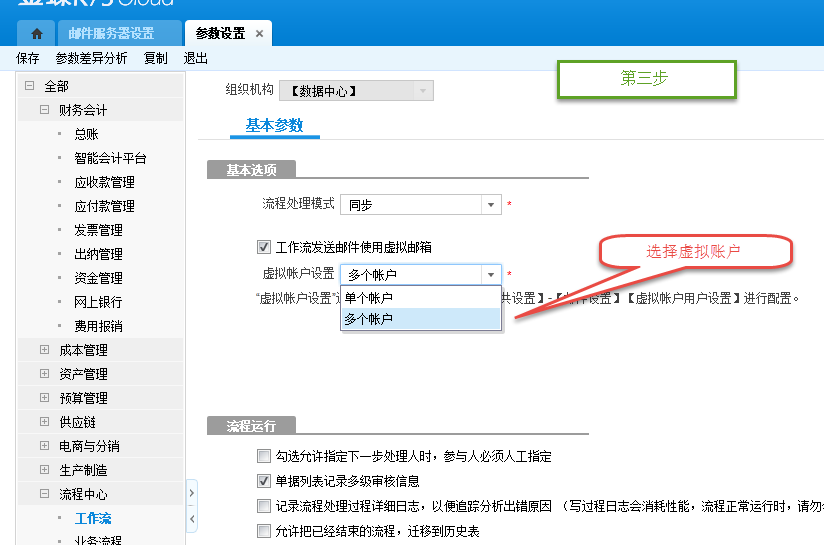 Cloud
邮件服务器设置
参数设置 ×
保存 参数差异分析 复制 退出
第三步
全部
财务会计
总账
智能会计平台
应收款管理
应付款管理
发票管理
出纳管理
资金管理
网上银行
费用报销
成本管理
资产管理
预算管理
供应链
电商与分销
生产制造
流程中心
工作流
业务流程
组织机构 【数据中心】
基本参数
基本选项
流程处理模式 同步 *
工作流发送邮件使用虚拟邮箱
选择虚拟账户
虚拟帐户设置 多个帐户 *
"虚拟帐户设置"
共设置】-【邮件设置】【虚拟帐户用户设置】进行配置。
单个帐户
多个帐户
流程运行
勾选允许指定下一步处理人时，参与人必须人工指定
单据列表记录多级审核信息
记录流程处理过程详细日志，以便追踪分析出错原因 （写过程日志会消耗性能，流程正常运行时，请勿
允许把已经结束的流程，迁移到历史表